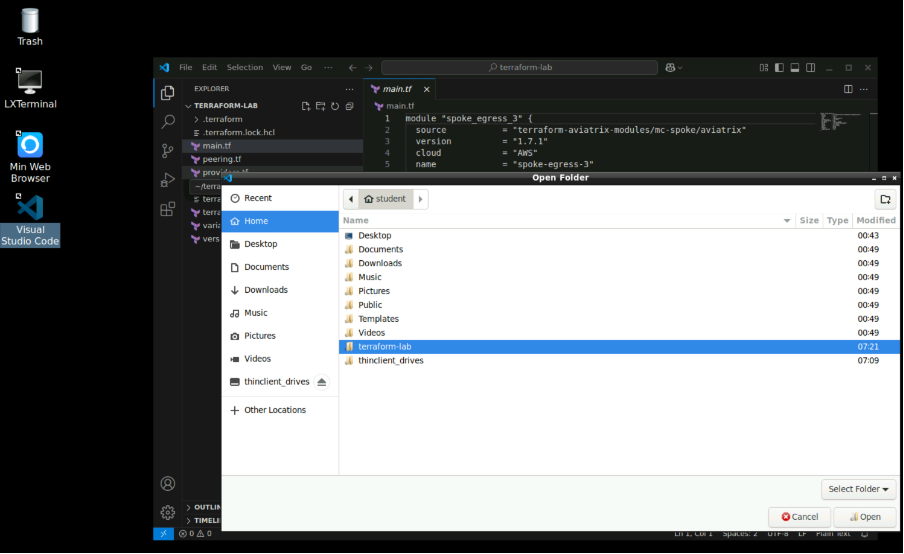 Trash
LXTerminal
Min Web
Browser
Visual
Studio Code
File Edit Selection View Go ··· terraform-lab
EXPLORER ···
TERRAFORM-LAB
.terraform
.terraform.lock.hcl
main.tf
peering.tf
~/terra
terra
terra
varia
vers
OUTLIN
TIMELI
main.tf
main.tf
1 module "spoke_egress_3" {
2 source = "terraform-aviatrix-modules/mc-spoke/aviatrix"
3 version = "1.7.1"
4 cloud = "AWS"
5 name = "spoke-egress-3"
Open Folder
Recent
Home
Desktop
Documents
Downloads
Music
Pictures
Videos
thinclient_drives
Other Locations
student
Name Size Type Modified
Desktop 00:43
Documents 00:49
Downloads 00:49
Music 00:49
Pictures 00:49
Public 00:49
Templates 00:49
Videos 00:49
terraform-lab 07:21
thinclient_drives 07:09
Select Folder
Cancel Open
0 0 Ln 1, Col 1 Spaces: 2 UTF-8 LF Plain Text